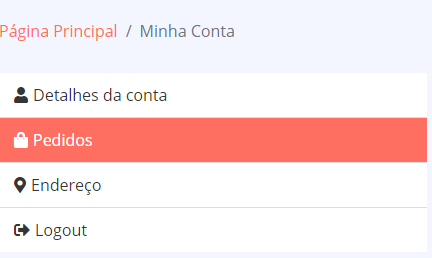 Página Principal / Minha Conta
Detalhes da conta
Pedidos
Endereço
Logout